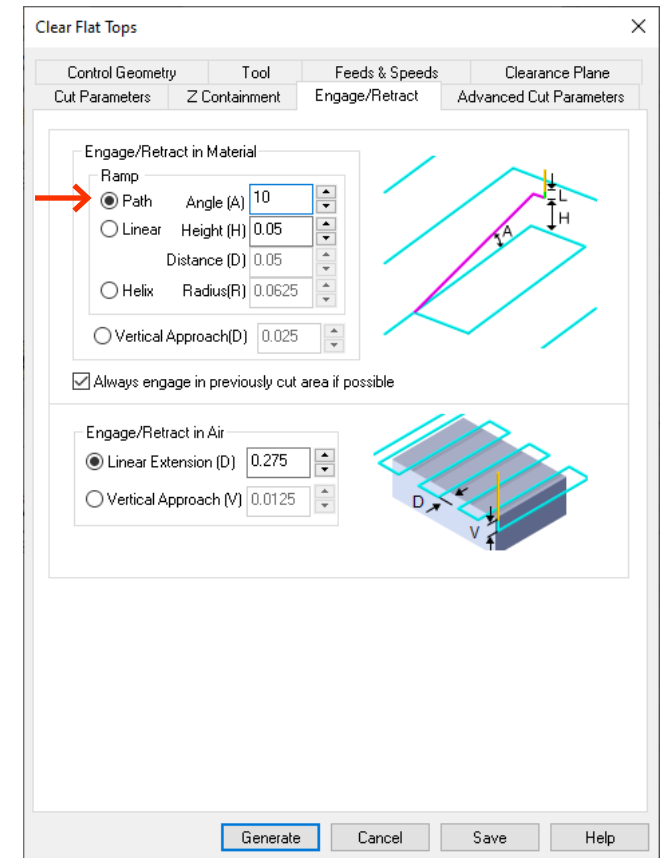 Clear Flat Tops
Control Geometry Tool Feeds & Speeds Clearance Plane
Cut Parameters Z Containment Engage/Retract Advanced Cut Parameters
Engage/Retract in Material
Ramp
Path Angle (A) 10
Linear Height (H) 0.05
Distance (D) 0.05
Helix Radius(R) 0.0625
Vertical Approach(D) 0.025
L
H
A
Always engage in previously cut area if possible
Engage/Retract in Air
Linear Extension (D) 0.275
Vertical Approach (V) 0.0125
D
V
Generate Cancel Save Help